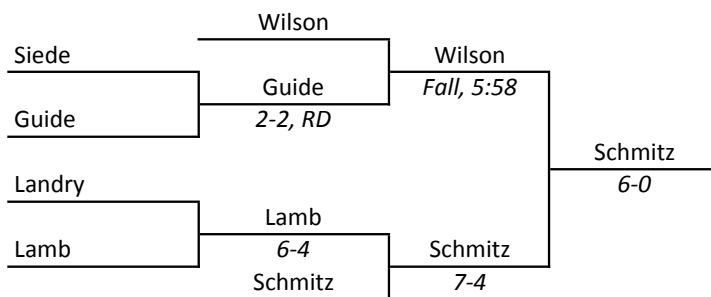 Wilson
Siede
Wilson
Guide
Fall, 5:58
2-2, RD
Guide
Schmitz
6-0
Landry
Lamb
6-4
Lamb
Schmitz
Schmitz
7-4